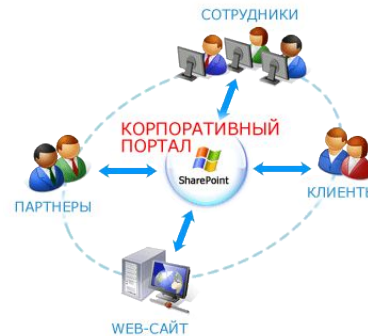 СОТРУДНИКИ
КОРПОРАТИВНЫЙ
ПОРТАЛ
SharePoint
ПАРТНЕРЫ
КЛИЕНТЫ
WEB-САЙТ